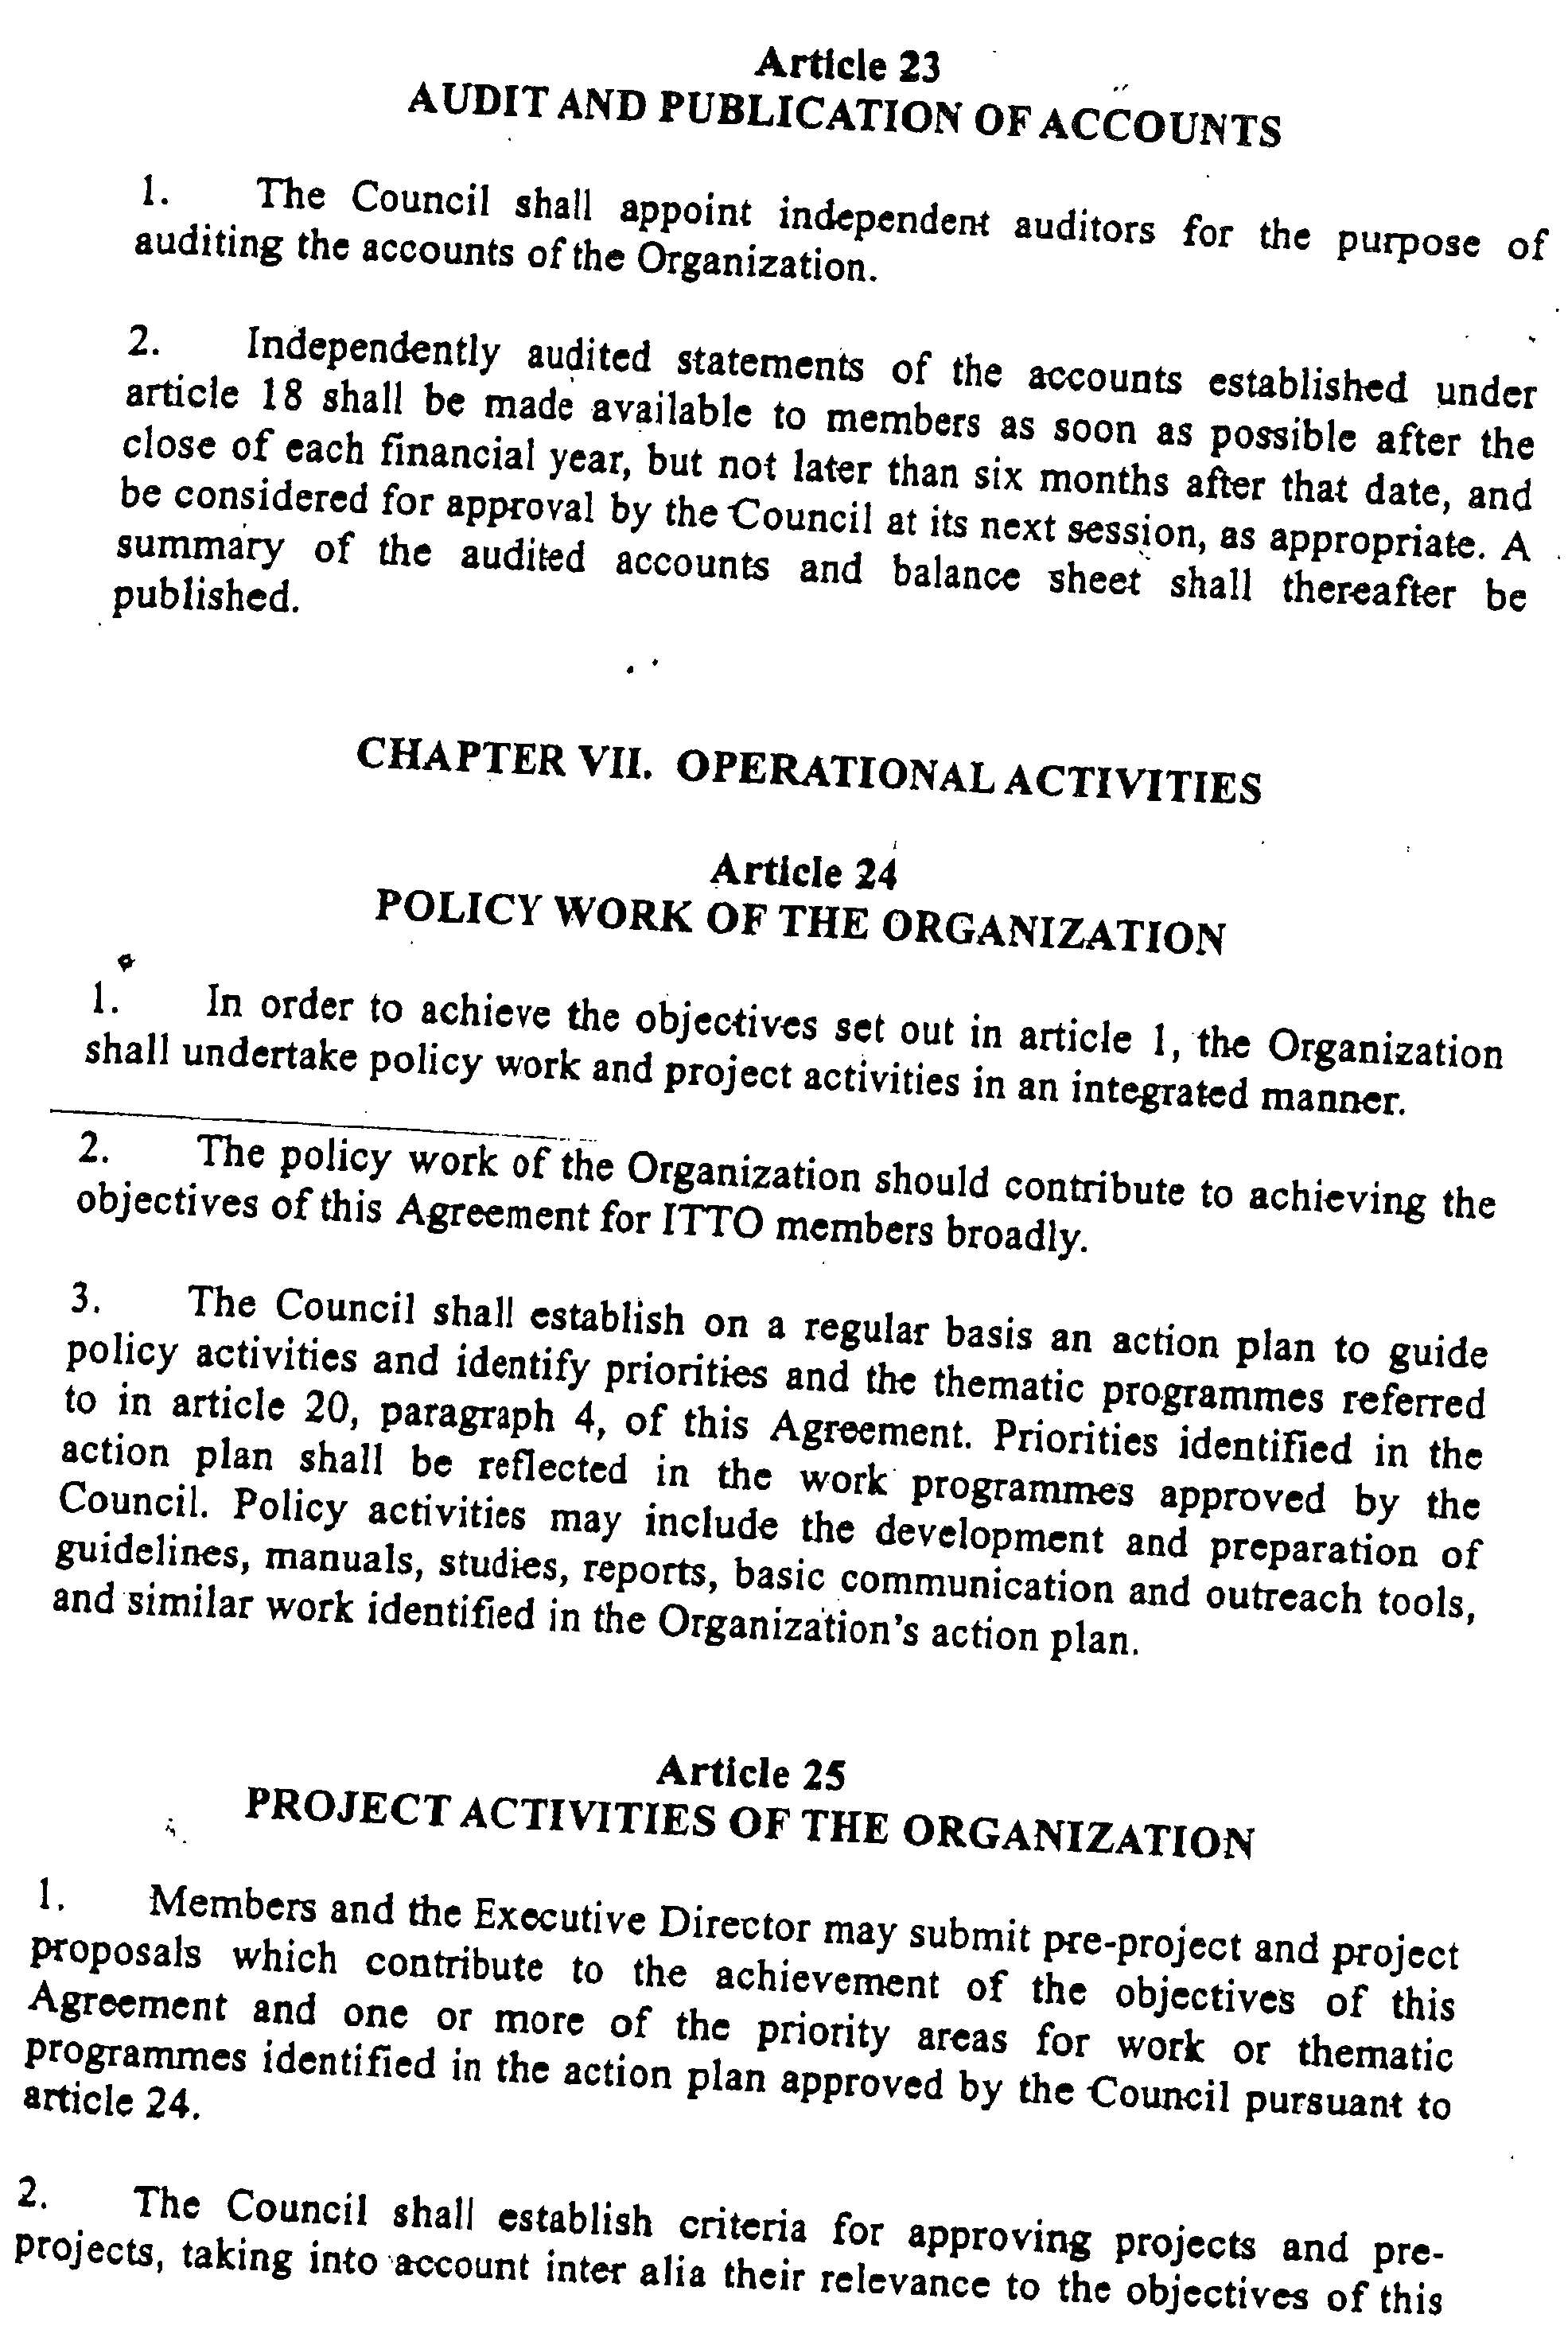 Article 23
AUDIT AND PUBLICATION OF ACCOUNTS
1. The Council shall appoint independent auditors for the purpose of
auditing the accounts of the Organization.
2. Independently audited statements of the accounts established under
article 18 shall be made available to members as soon as possible after the
close of each financial year, but not later than six months after that date, and
be considered for approval by the Council at its next session, as appropriate. A
summary of the audited accounts and balance sheet shall thereafter be
published.
CHAPTER VII. OPERATIONAL ACTIVITIES
Article 24
POLICY WORK OF THE ORGANIZATION
1. In order to achieve the objectives set out in article 1, the Organization
shall undertake policy work and project activities in an integrated manner.
2. The policy work of the Organization should contribute to achieving the
objectives of this Agreement for ITTO members broadly.
3. The Council shall establish on a regular basis an action plan to guide
policy activities and identify priorities and the thematic programmes referred
to in article 20, paragraph 4, of this Agreement. Priorities identified in the
action plan shall be reflected in the work programmes approved by the
Council. Policy activities may include the development and preparation of
guidelines, manuals, studies, reports, basic communication and outreach tools,
and similar work identified in the Organization's action plan.
Article 25
PROJECT ACTIVITIES OF THE ORGANIZATION
1. Members and the Executive Director may submit pre-project and project
proposals which contribute to the achievement of the objectives of this
Agreement and one or more of the priority areas for work or thematic
programmes identified in the action plan approved by the Council pursuant to
article 24.
2. The Council shall establish criteria for approving projects and pre-
projects, taking into account inter alia their relevance to the objectives of this